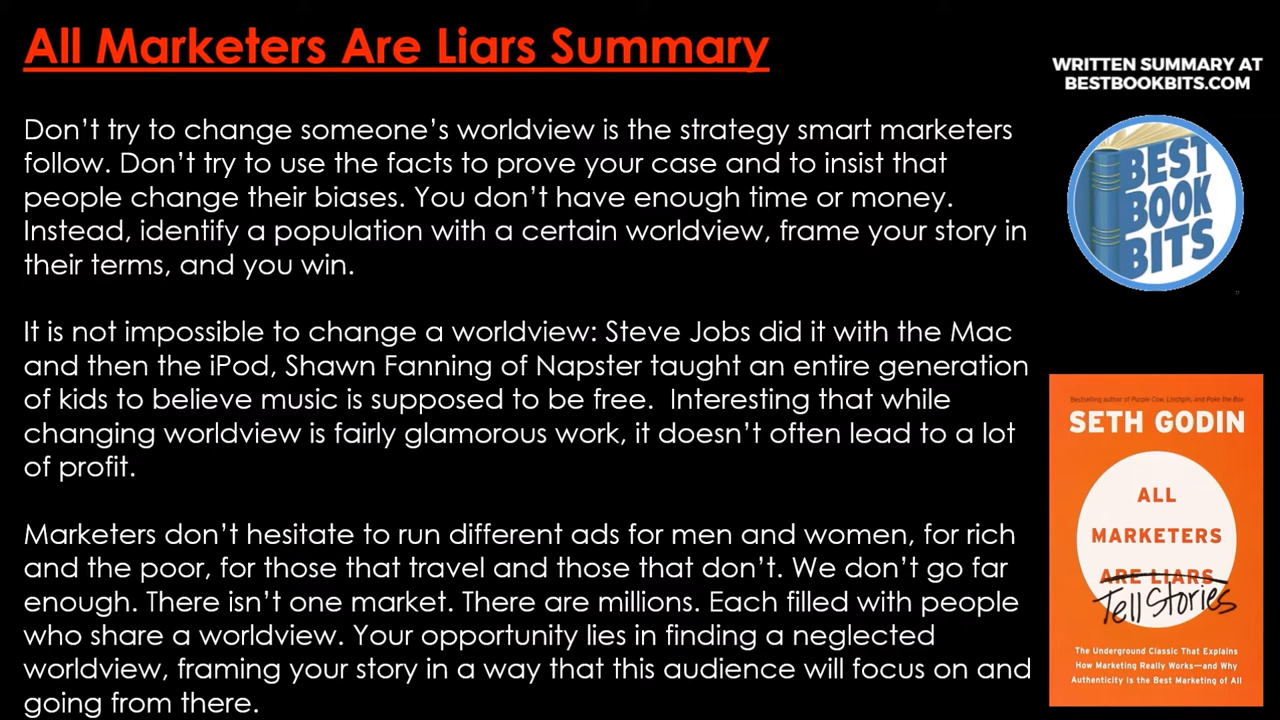 All Marketers Are Liars Summary
Don't try to change someone's worldview is the strategy smart marketers
follow. Don't try to use the facts to prove your case and to insist that
people change their biases. You don't have enough time or money.
Instead, identify a population with a certain worldview, frame your story in
their terms, and you win.
It is not impossible to change a worldview: Steve Jobs did it with the Mac
and then the iPod, Shawn Fanning of Napster taught an entire generation
of kids to believe music is supposed to be free.  Interesting that while
changing worldview is fairly glamorous work, it doesn't often lead to a lot
of profit.
Marketers don't hesitate to run different ads for men and women, for rich
and the poor, for those that travel and those that don't. We don't go far
enough. There isn't one market. There are millions. Each filled with people
who share a worldview. Your opportunity lies in finding a neglected
worldview, framing your story in a way that this audience will focus on and
going from there.
WRITTEN SUMMARY AT
BESTBOOKBITS.COM
BEST
BOOK
BITS
Bestselling author of Purple Cow, Linchpin, and Poke the Box
SETH GODIN
ALL
MARKETERS
ARE LIARS
Tell Stories
The Underground Classic That Explains
How Marketing Really Works—and Why
Authenticity Is the Best Marketing of All